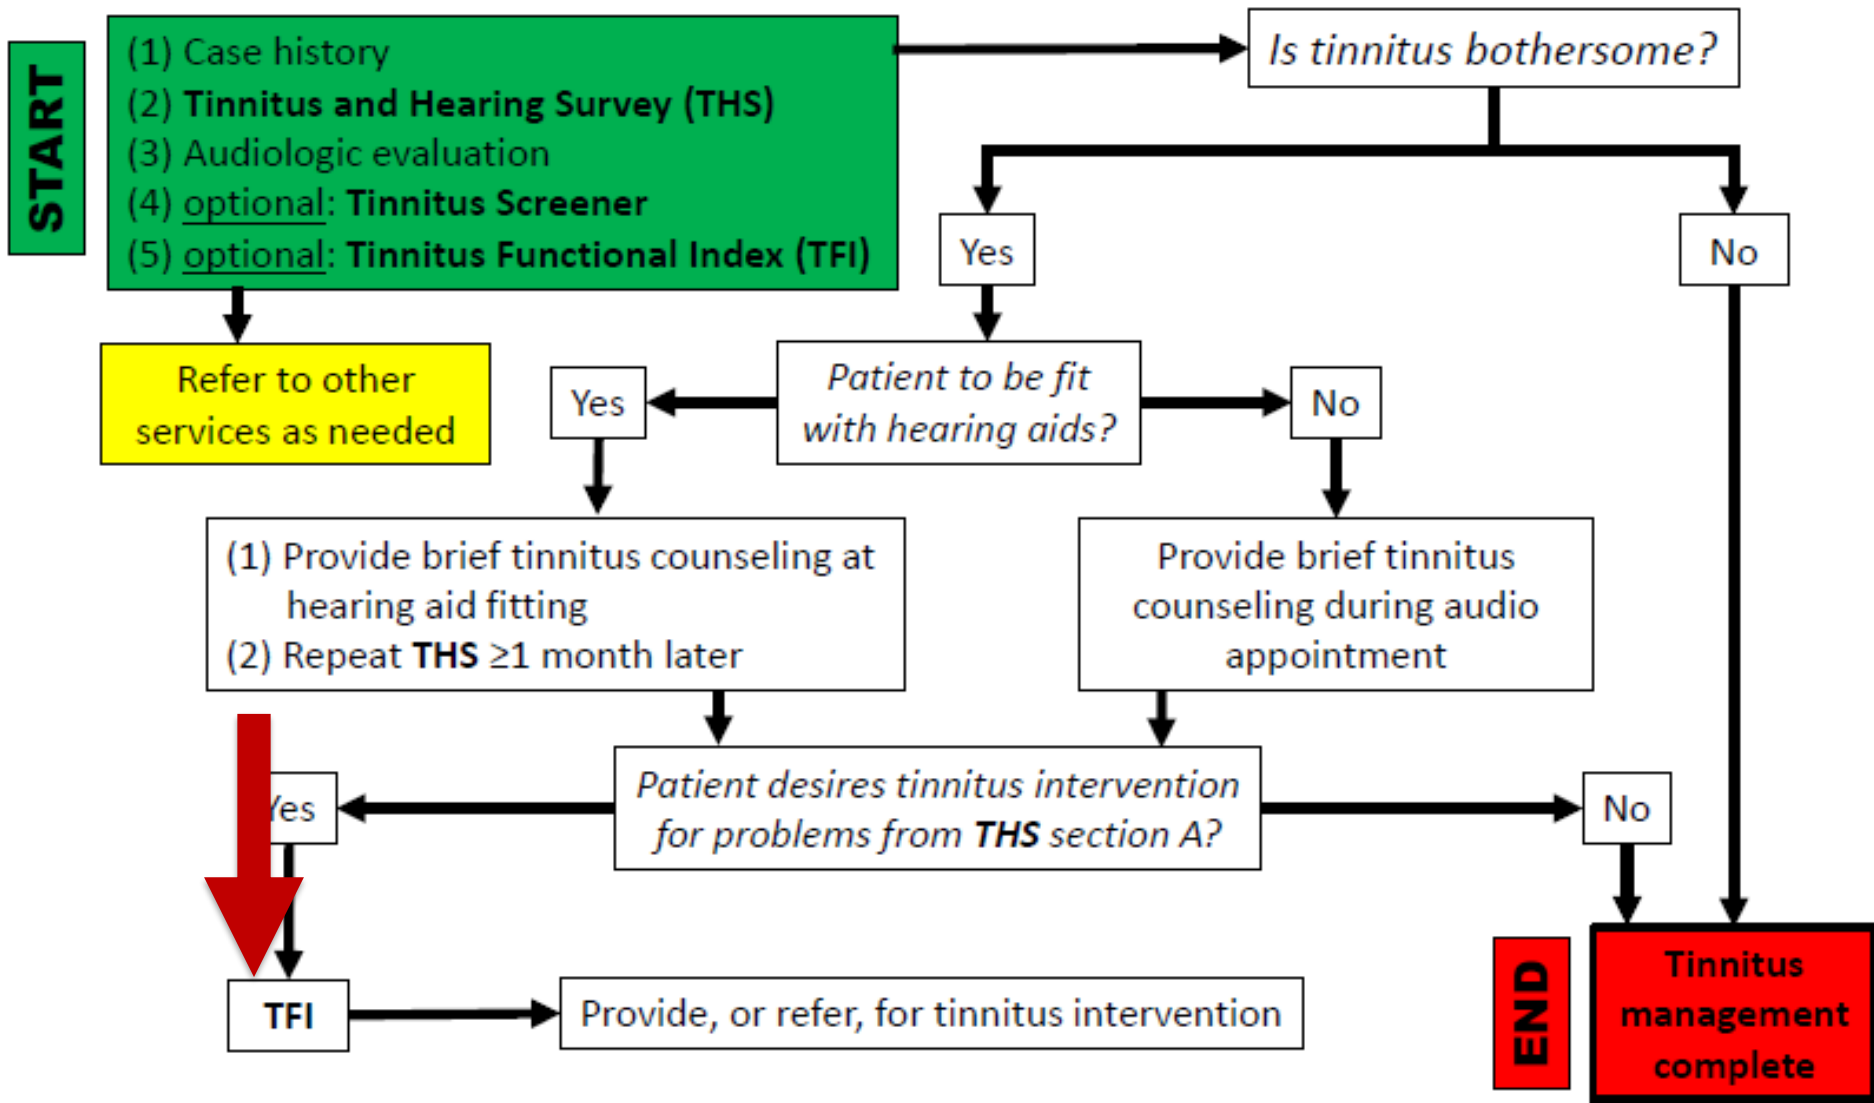 START
(1) Case history
(2) Tinnitus and Hearing Survey (THS)
(3) Audiologic evaluation
(4) optional: Tinnitus Screener
(5) optional: Tinnitus Functional Index (TFI)
Is tinnitus bothersome?
Yes
No
Refer to other
services as needed
Patient to be fit
with hearing aids?
Yes
No
(1) Provide brief tinnitus counseling at
hearing aid fitting
(2) Repeat THS ≥1 month later
Provide brief tinnitus
counseling during audio
appointment
Patient desires tinnitus intervention
for problems from THS section A?
Yes
No
TFI
Provide, or refer, for tinnitus intervention
END
Tinnitus
management
complete